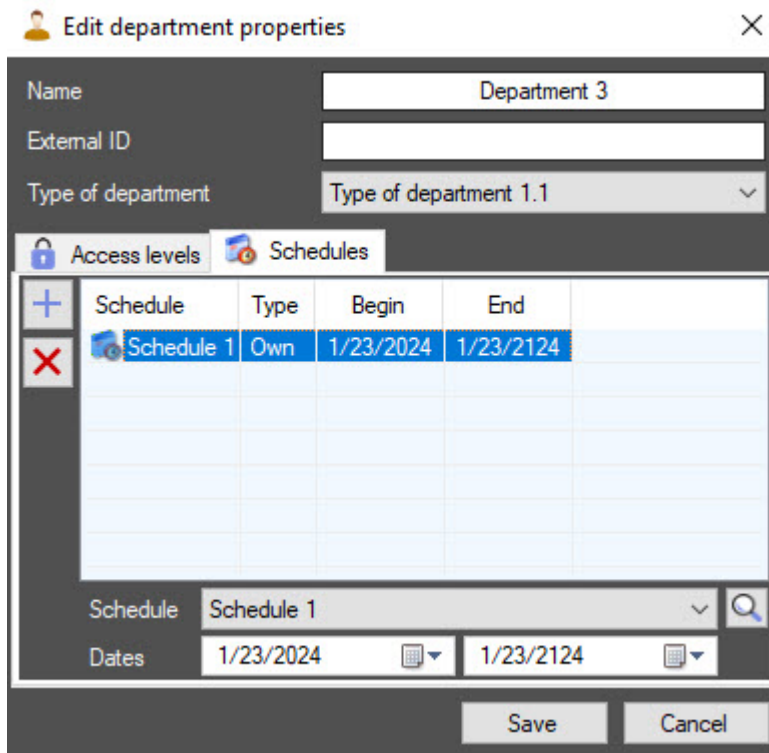 Edit department properties
Name Department 3
External ID
Type of department Type of department 1.1
Access levels Schedules
Schedule Type Begin End
Schedule 1 Own 1/23/2024 1/23/2124
Schedule Schedule 1
Dates 1/23/2024 1/23/2124
Save Cancel